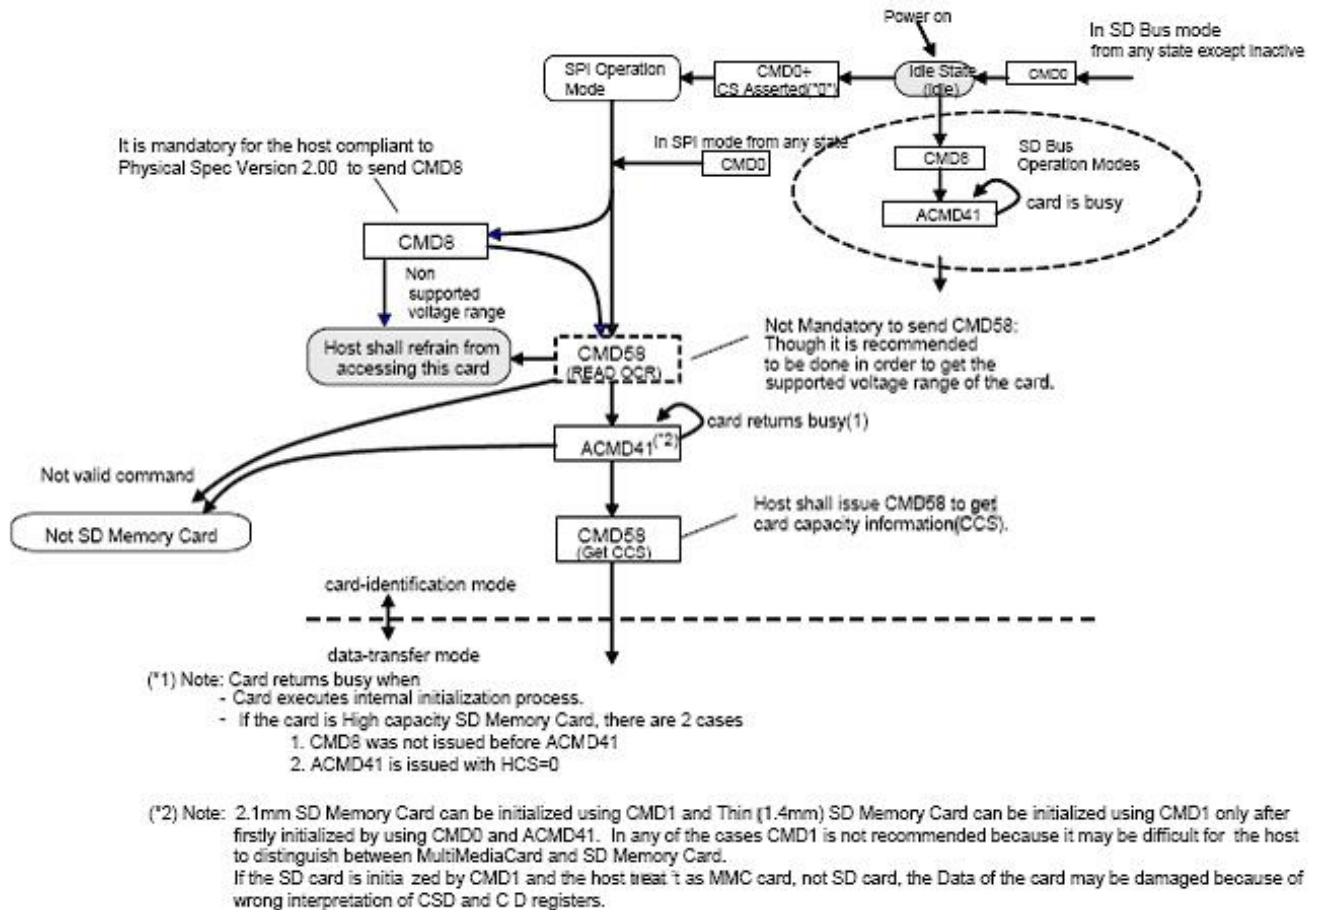 Power on
In SD Bus mode
from any state except Inactive
SPI Operation
Mode
CMD0+
CS Asserted("0")
Idle State
(Idle)
CMD0
It is mandatory for the host compliant to
Physical Spec Version 2.00 to send CMD8
In SPI mode from any state
CMD0
CMD8
SD Bus
Operation Modes
ACMD41
card is busy
CMD8
Non
supported
voltage range
Host shall refrain from
accessing this card
CMD58
(READ OCR)
Not Mandatory to send CMD58:
Though it is recommended
to be done in order to get the
supported voltage range of the card.
card returns busy(1)
ACMD41(*2)
Not valid command
Not SD Memory Card
Host shall issue CMD58 to get
card capacity information(CCS).
CMD58
(Get CCS)
card-identification mode
data-transfer mode
(*1) Note: Card returns busy when
- Card executes internal initialization process.
- If the card is High capacity SD Memory Card, there are 2 cases
1. CMD8 was not issued before ACMD41
2. ACMD41 is issued with HCS=0
(*2) Note: 2.1mm SD Memory Card can be initialized using CMD1 and Thin (1.4mm) SD Memory Card can be initialized using CMD1 only after
firstly initialized by using CMD0 and ACMD41. In any of the cases CMD1 is not recommended because it may be difficult for the host
to distinguish between MultiMediaCard and SD Memory Card.
If the SD card is initia zed by CMD1 and the host treat t as MMC card, not SD card, the Data of the card may be damaged because of
wrong interpretation of CSD and C D registers.